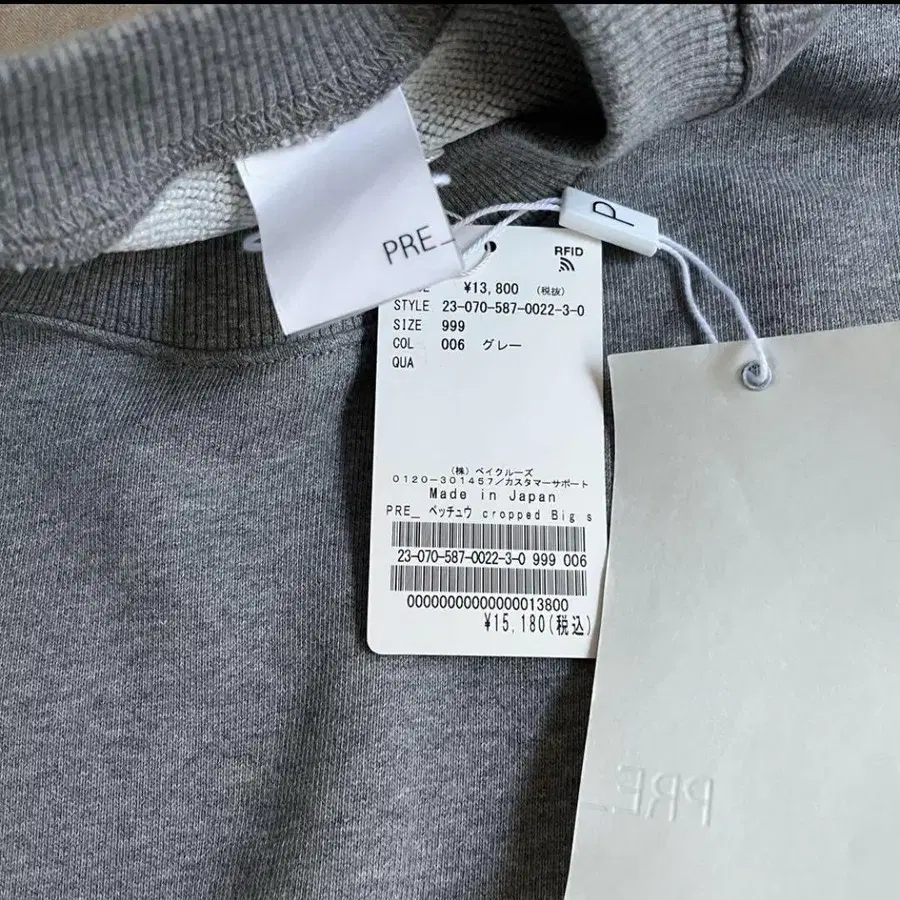 PRE_
P
RFID
¥13,800 (税抜)
STYLE 23-070-587-0022-3-0
SIZE 999
COL 006 グレー
QUA
(株) ベイクルーズ
0120-301457/カスタマーサポート
Made in Japan
PRE_ ベッチュウ cropped Big s
23-070-587-0022-3-0 999 006
0000000000000013800
¥15,180(税込)
PRE_